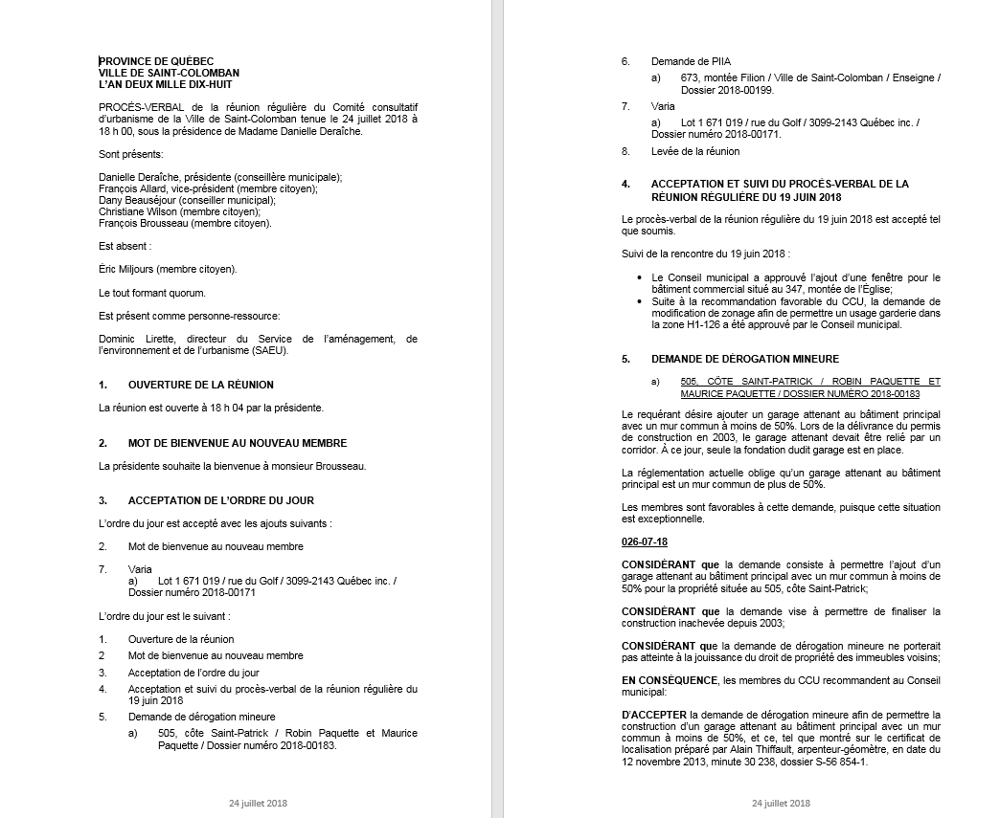 PROVINCE DE QUÉBEC
VILLE DE SAINT-COLOMBAN
L'AN DEUX MILLE DIX-HUIT
PROCÈS-VERBAL de la réunion régulière du Comité consultatif
d'urbanisme de la Ville de Saint-Colomban tenue le 24 juillet 2018 à
18 h 00, sous la présidence de Madame Danielle Deraîche.
Sont présents:
Danielle Deraîche, présidente (conseillère municipale);
François Allard, vice-président (membre citoyen);
Dany Beauséjour (conseiller municipal);
Christiane Wilson (membre citoyen);
François Brousseau (membre citoyen).
Est absent :
Éric Miljours (membre citoyen).
Le tout formant quorum.
Est présent comme personne-ressource:
Dominic Lirette, directeur du Service de l'aménagement, de
l'environnement et de l'urbanisme (SAEU).
1. OUVERTURE DE LA RÉUNION
La réunion est ouverte à 18 h 04 par la présidente.
2. MOT DE BIENVENUE AU NOUVEAU MEMBRE
La présidente souhaite la bienvenue à monsieur Brousseau.
3. ACCEPTATION DE L'ORDRE DU JOUR
L'ordre du jour est accepté avec les ajouts suivants :
2. Mot de bienvenue au nouveau membre
7. Varia
a) Lot 1 671 019 / rue du Golf / 3099-2143 Québec inc. /
Dossier numéro 2018-00171
L'ordre du jour est le suivant :
1. Ouverture de la réunion
2 Mot de bienvenue au nouveau membre
3. Acceptation de l'ordre du jour
4. Acceptation et suivi du procès-verbal de la réunion régulière du
19 juin 2018
5. Demande de dérogation mineure
a) 505, côte Saint-Patrick / Robin Paquette et Maurice
Paquette / Dossier numéro 2018-00183.
24 juillet 2018
6. Demande de PIIA
a) 673, montée Filion / Ville de Saint-Colomban / Enseigne /
Dossier 2018-00199.
7. Varia
a) Lot 1 671 019 / rue du Golf / 3099-2143 Québec inc. /
Dossier numéro 2018-00171.
8. Levée de la réunion
4. ACCEPTATION ET SUIVI DU PROCÈS-VERBAL DE LA
RÉUNION RÉGULIÈRE DU 19 JUIN 2018
Le procès-verbal de la réunion régulière du 19 juin 2018 est accepté tel
que soumis.
Suivi de la rencontre du 19 juin 2018 :
• Le Conseil municipal a approuvé l'ajout d'une fenêtre pour le
bâtiment commercial situé au 347, montée de l'Église;
• Suite à la recommandation favorable du CCU, la demande de
modification de zonage afin de permettre un usage garderie dans
la zone H1-126 a été approuvé par le Conseil municipal.
5. DEMANDE DE DÉROGATION MINEURE
a) 505, CÔTE SAINT-PATRICK / ROBIN PAQUETTE ET
MAURICE PAQUETTE / DOSSIER NUMÉRO 2018-00183
Le requérant désire ajouter un garage attenant au bâtiment principal
avec un mur commun à moins de 50%. Lors de la délivrance du permis
de construction en 2003, le garage attenant devait être relié par un
corridor. À ce jour, seule la fondation dudit garage est en place.
La réglementation actuelle oblige qu'un garage attenant au bâtiment
principal est un mur commun de plus de 50%.
Les membres sont favorables à cette demande, puisque cette situation
est exceptionnelle.
026-07-18
CONSIDÉRANT que la demande consiste à permettre l'ajout d'un
garage attenant au bâtiment principal avec un mur commun à moins de
50% pour la propriété située au 505, côte Saint-Patrick;
CONSIDÉRANT que la demande vise à permettre de finaliser la
construction inachevée depuis 2003;
CONSIDÉRANT que la demande de dérogation mineure ne porterait
pas atteinte à la jouissance du droit de propriété des immeubles voisins;
EN CONSÉQUENCE, les membres du CCU recommandent au Conseil
municipal:
D'ACCEPTER la demande de dérogation mineure afin de permettre la
construction d'un garage attenant au bâtiment principal avec un mur
commun à moins de 50%, et ce, tel que montré sur le certificat de
localisation préparé par Alain Thiffault, arpenteur-géomètre, en date du
12 novembre 2013, minute 30 238, dossier S-56 854-1.
24 juillet 2018